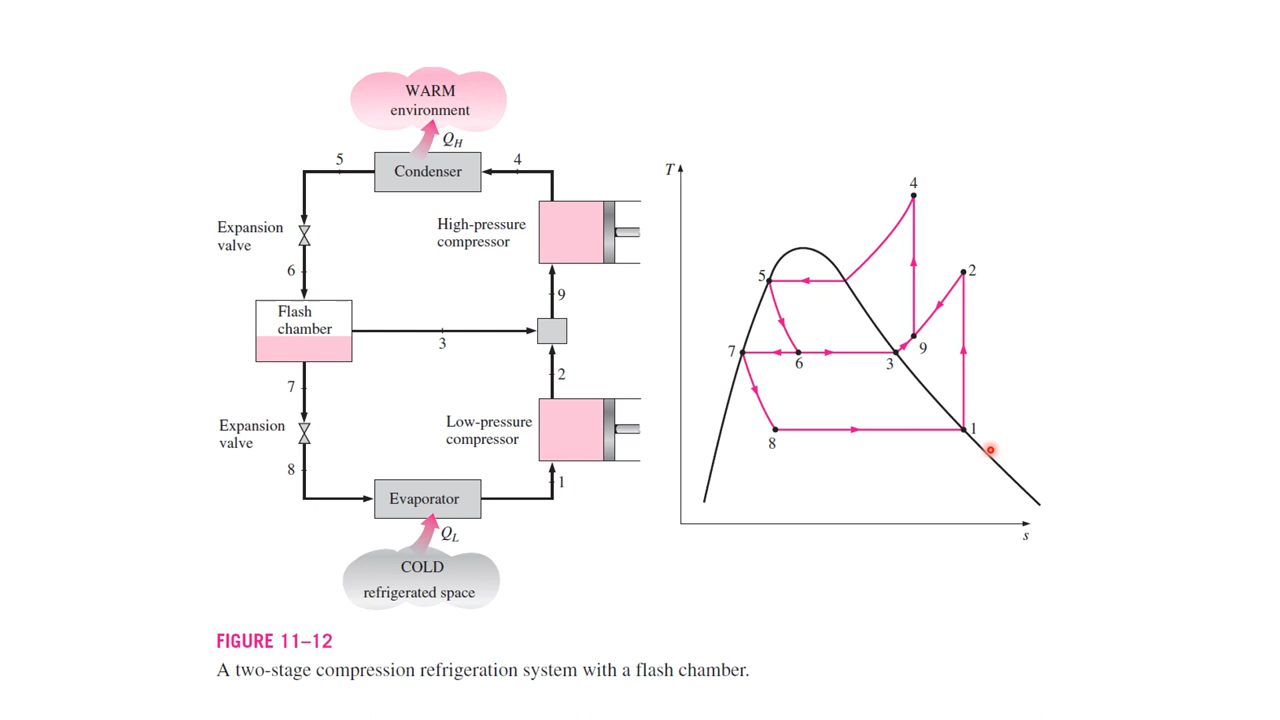 WARM
environment
QH
5
Condenser
4
Expansion
valve
High-pressure
compressor
6
9
Flash
chamber
3
7
2
Expansion
valve
Low-pressure
compressor
8
1
Evaporator
QL
COLD
refrigerated space
T
4
5
2
7
6
3
9
8
1
s
FIGURE 11–12
A two-stage compression refrigeration system with a flash chamber.